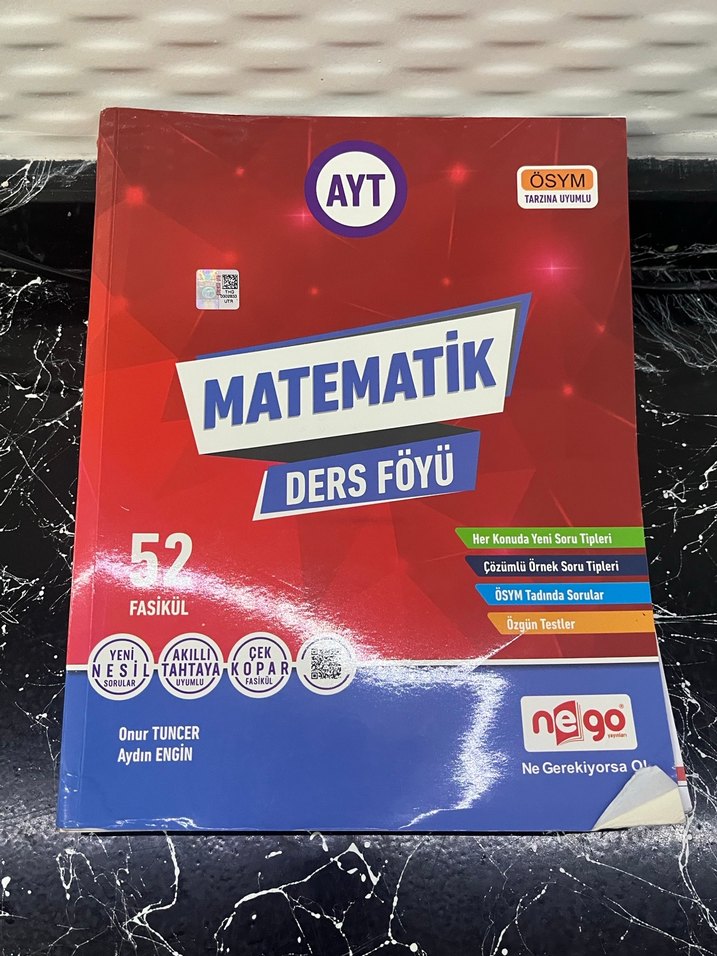 AYT
ÖSYM
TARZINA UYUMLU
MATEMATİK
DERS FÖYÜ
52
FASİKÜL
Her Konuda Yeni Soru Tipleri
Çözümlü Örnek Soru Tipleri
ÖSYM Tadında Sorular
Özgün Testler
YENİ
NESİL
SORULAR
AKILLI
TAHTAYA
UYUMLU
ÇEK
KOPAR
FASİKÜL
Onur TUNCER
Aydın ENGİN
nego
yayınları
Ne Gerekiyorsa O